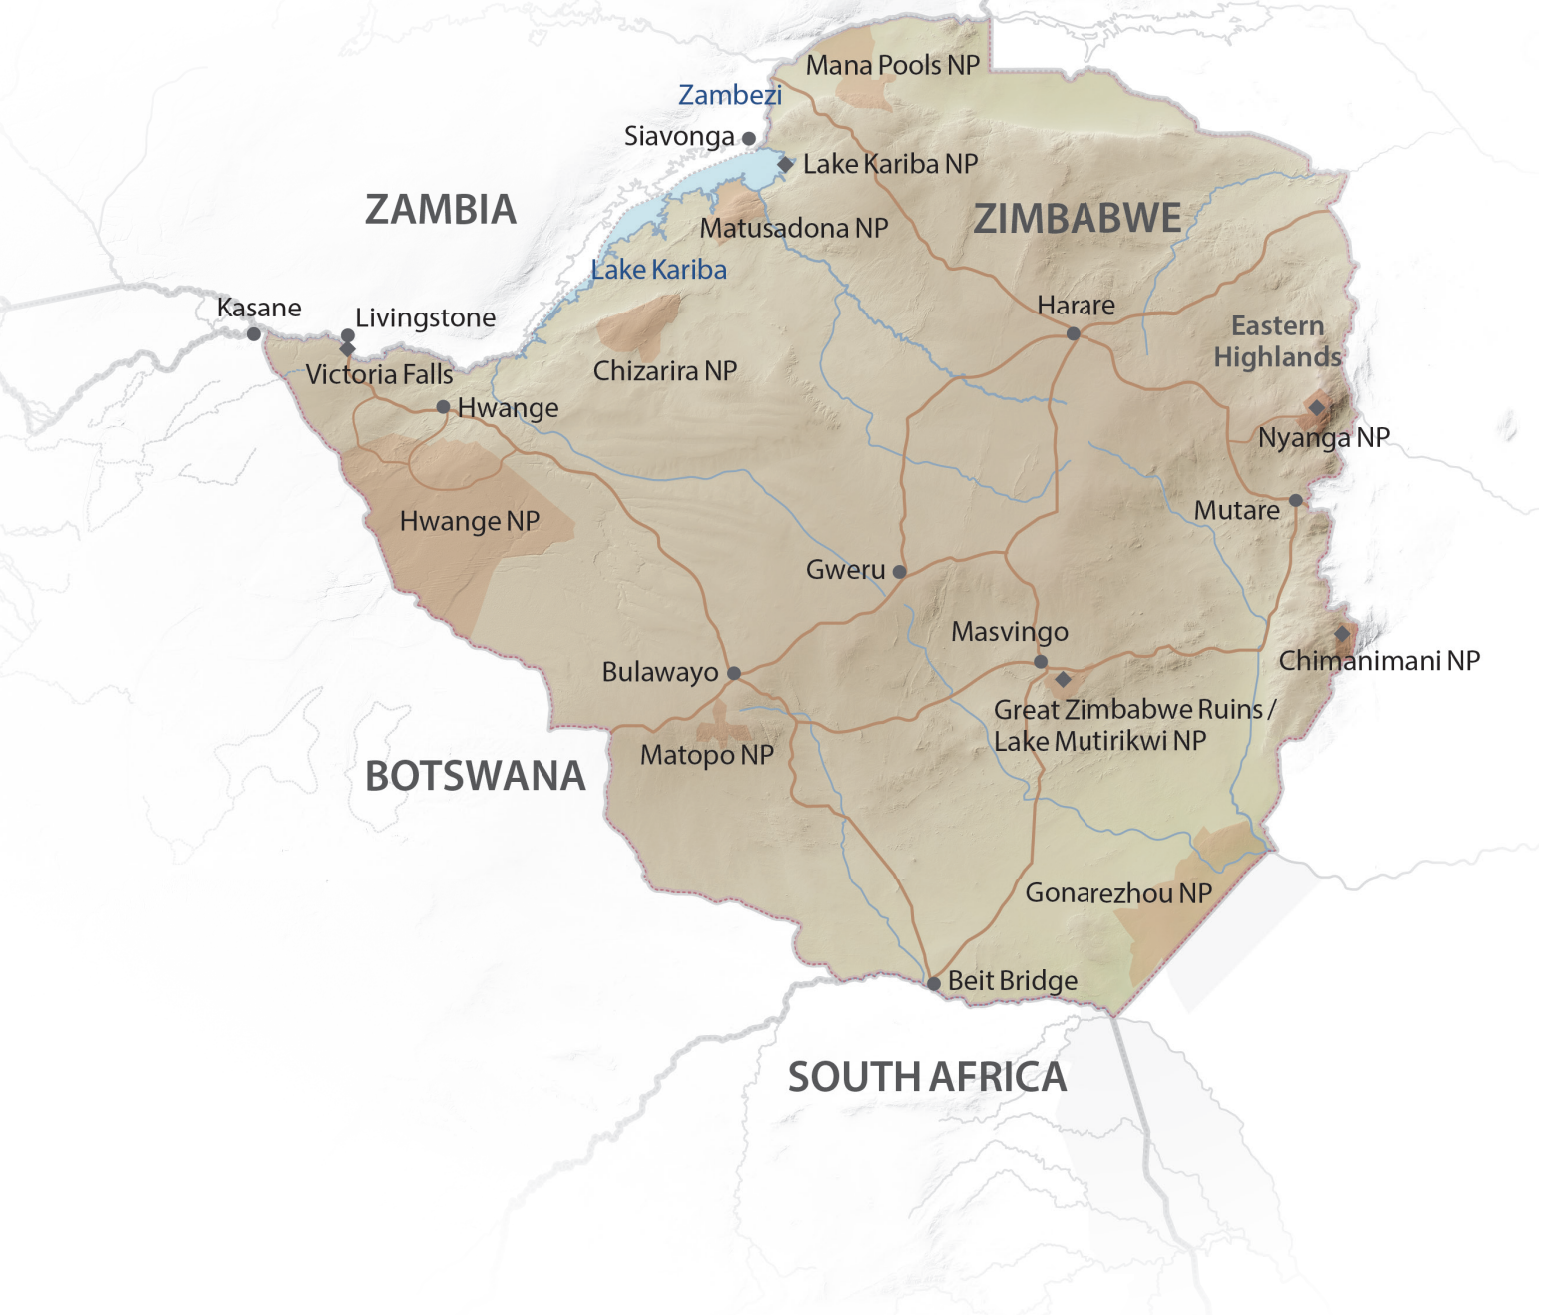 Mana Pools NP
Zambezi
Siavonga
Lake Kariba NP
ZAMBIA
ZIMBABWE
Matusadona NP
Lake Kariba
Kasane
Livingstone
Harare
Eastern
Highlands
Victoria Falls
Chizarira NP
Hwange
Nyanga NP
Hwange NP
Mutare
Gweru
Masvingo
Chimanimani NP
Bulawayo
Great Zimbabwe Ruins /
Lake Mutirikwi NP
Matopo NP
BOTSWANA
Gonarezhou NP
Beit Bridge
SOUTH AFRICA